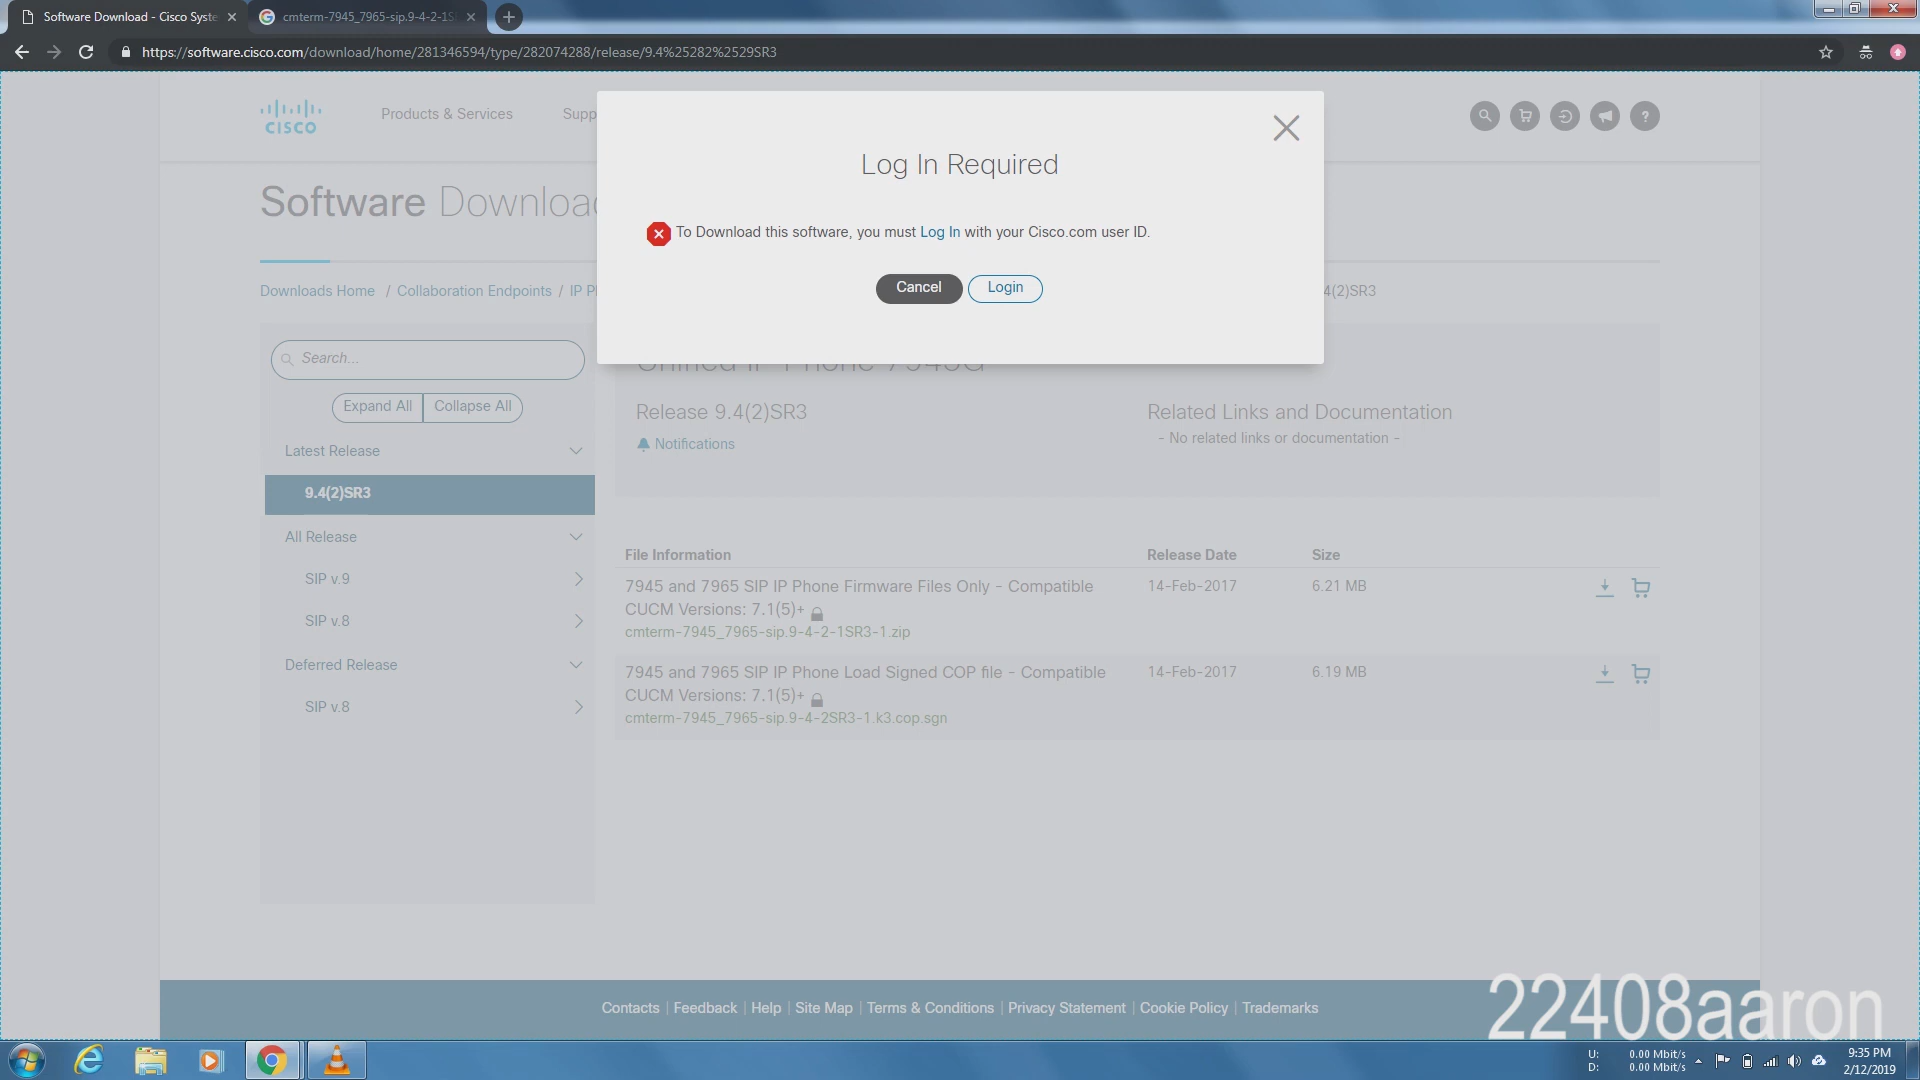 Software Download - Cisco Syste
cmterm-7945_7965-sip.9-4-2-1S
https://software.cisco.com/download/home/281346594/type/282074288/release/9.4%25282%2529SR3
CISCO
Products & Services
Supp
Log In Required
To Download this software, you must Log In with your Cisco.com user ID.
Cancel
Login
Software Downloa
Downloads Home / Collaboration Endpoints / IP P
4(2)SR3
Search...
Expand All
Collapse All
Latest Release
9.4(2)SR3
All Release
SIP v.9
SIP v.8
Deferred Release
SIP v.8
Unified IP Phone 7945G
Release 9.4(2)SR3
Notifications
Related Links and Documentation
- No related links or documentation -
File Information
Release Date
Size
7945 and 7965 SIP IP Phone Firmware Files Only - Compatible
CUCM Versions: 7.1(5)+
cmterm-7945_7965-sip.9-4-2-1SR3-1.zip
14-Feb-2017
6.21 MB
7945 and 7965 SIP IP Phone Load Signed COP file - Compatible
CUCM Versions: 7.1(5)+
cmterm-7945_7965-sip.9-4-2SR3-1.k3.cop.sgn
14-Feb-2017
6.19 MB
Contacts | Feedback | Help | Site Map | Terms & Conditions | Privacy Statement | Cookie Policy | Trademarks
22408aaron
U: 0.00 Mbit/s
D: 0.00 Mbit/s
9:35 PM
2/12/2019